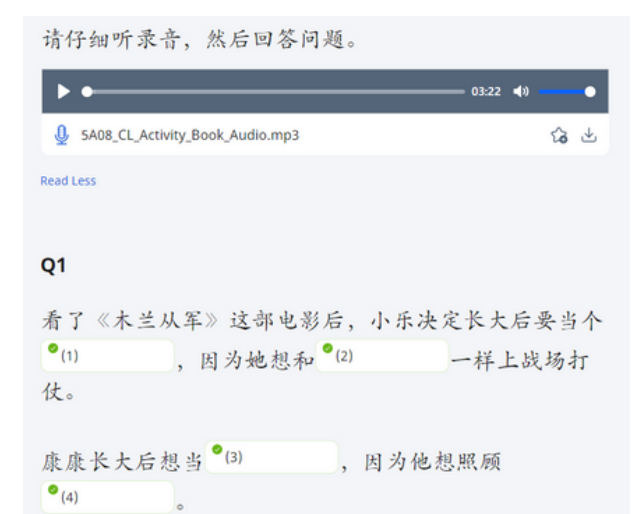 请仔细听录音，然后回答问题。
03:22
5A08_CL_Activity_Book_Audio.mp3
Read Less
Q1
看了《木兰从军》这部电影后，小乐决定长大后要当个
(1)，因为她想和(2)一样上战场打
仗。
康康长大后想当(3)，因为他想照顾
(4)。